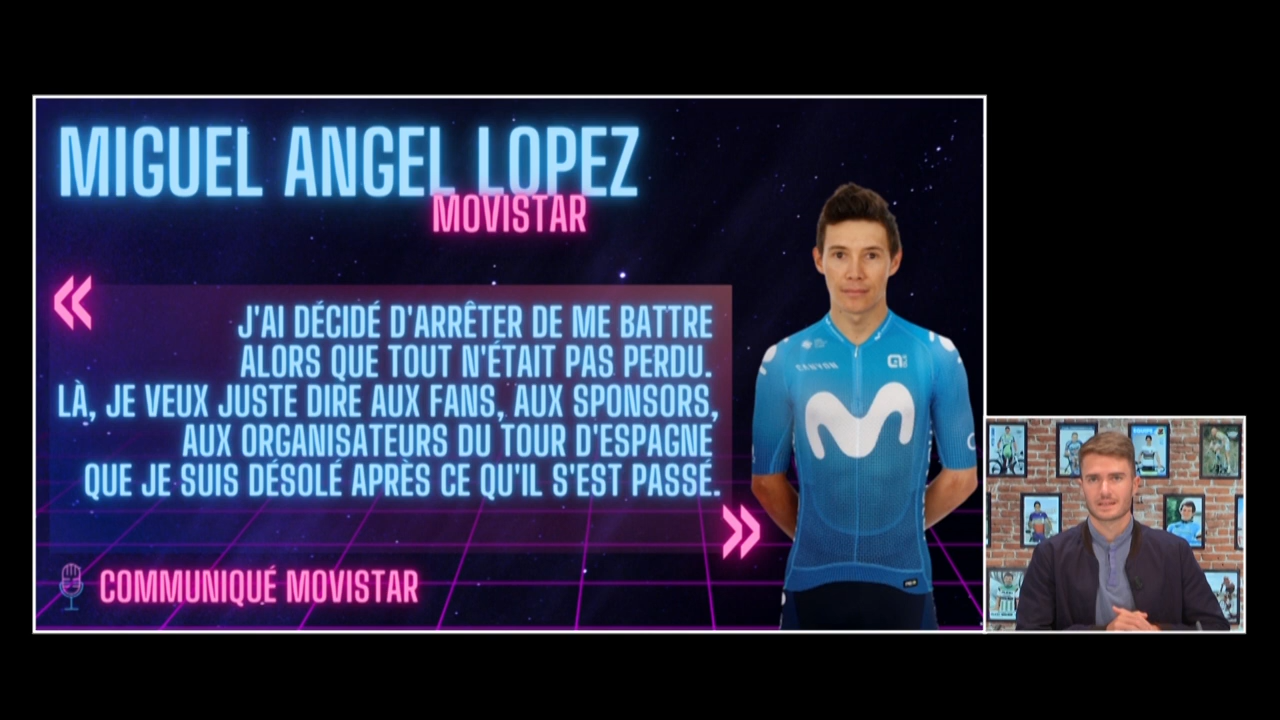 MIGUEL ANGEL LOPEZ
MOVISTAR
«
J'AI DÉCIDÉ D'ARRÊTER DE ME BATTRE
ALORS QUE TOUT N'ÉTAIT PAS PERDU.
LÀ, JE VEUX JUSTE DIRE AUX FANS, AUX SPONSORS,
AUX ORGANISATEURS DU TOUR D'ESPAGNE
QUE JE SUIS DÉSOLÉ APRÈS CE QU'IL S'EST PASSÉ.
»
COMMUNIQUÉ MOVISTAR
CANYON